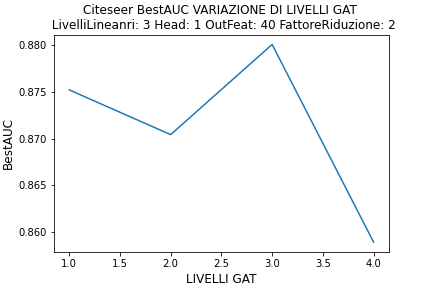 Citeseer BestAUC VARIAZIONE DI LIVELLI GAT
LivelliLineanri: 3 Head: 1 OutFeat: 40 FattoreRiduzione: 2
0.880
0.875
0.870
0.865
0.860
BestAUC
1.0 1.5 2.0 2.5 3.0 3.5 4.0
LIVELLI GAT